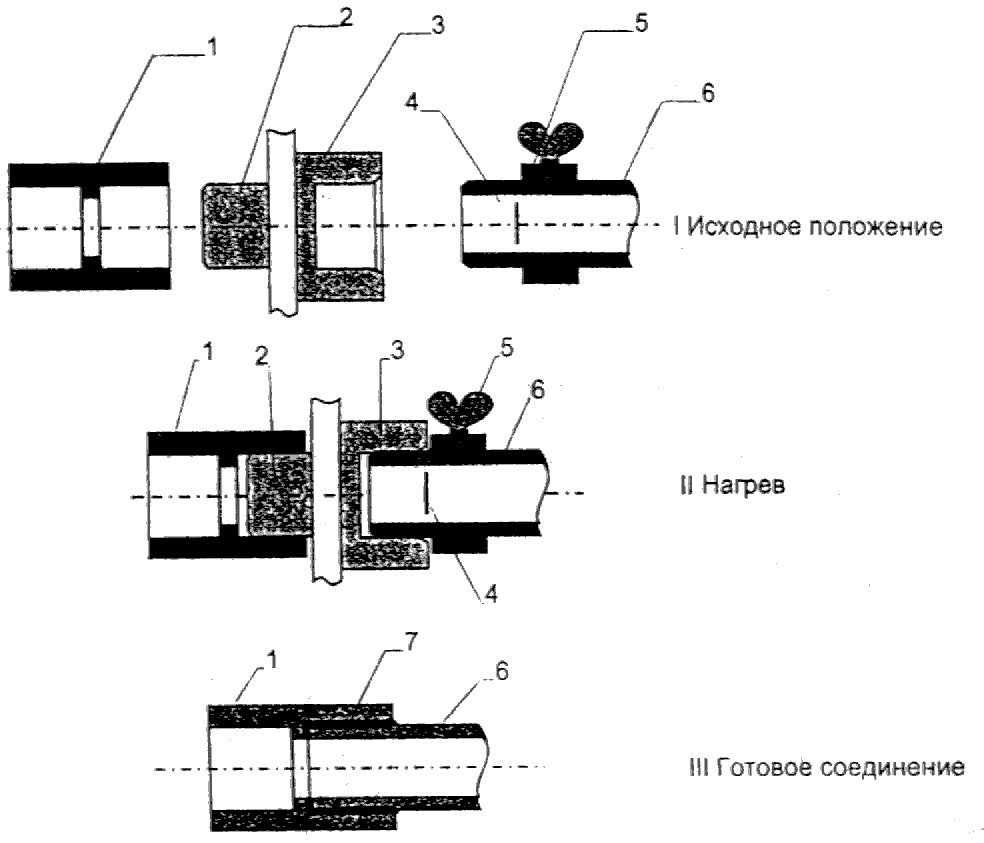 1 2 3 4 5 6
I Исходное положение
1 2 3 5 6
II Нагрев
4
1 7 6
III Готовое соединение